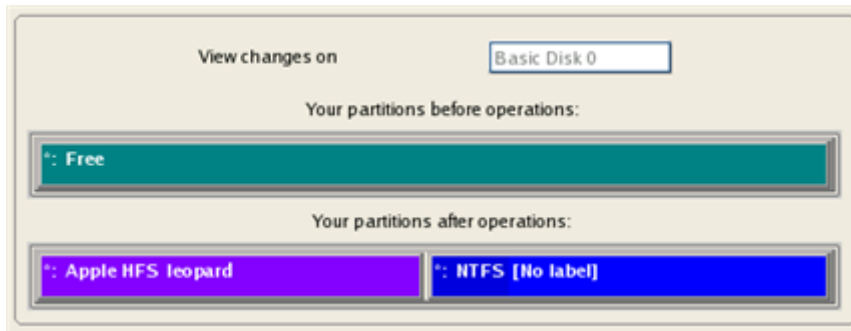 View changes on Basic Disk 0
Your partitions before operations:
*: Free
Your partitions after operations:
*: Apple HFS leopard *: NTFS [No label]